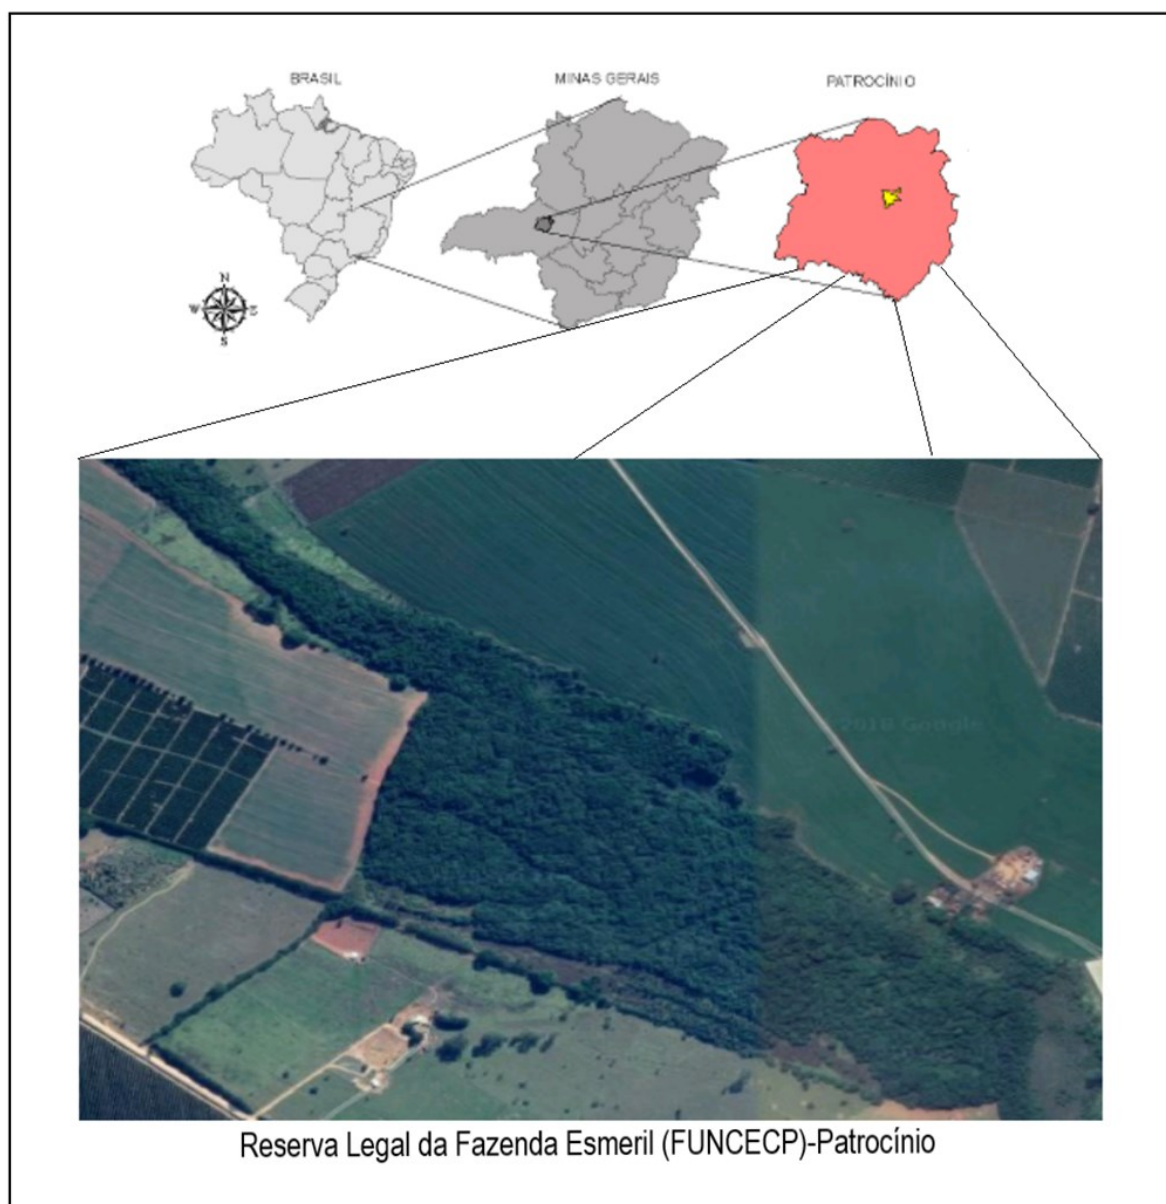 BRASIL
MINAS GERAIS
PATROCÍNIO
N
W
E
S
2018 Google
Reserva Legal da Fazenda Esmeril (FUNCECP)-Patrocínio